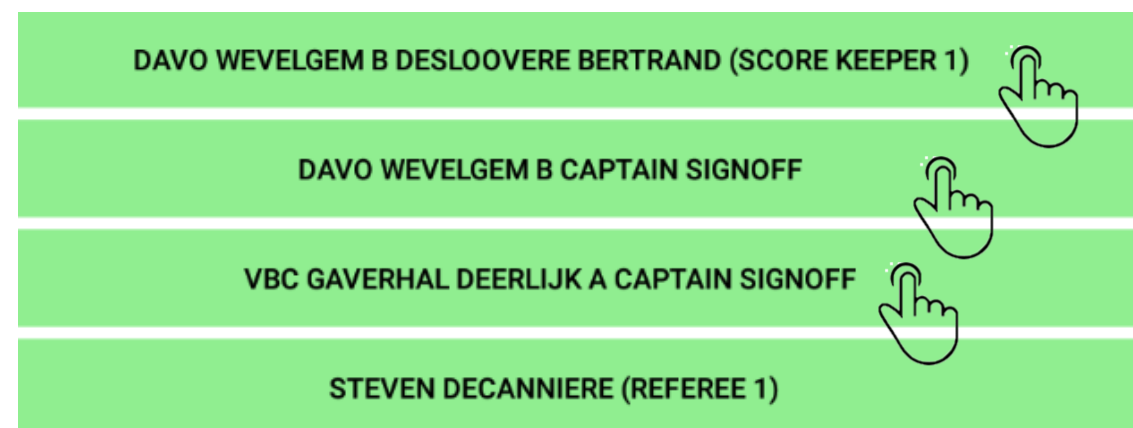 DAVO WEVELGEM B DESLOOVERE BERTRAND (SCORE KEEPER 1)
DAVO WEVELGEM B CAPTAIN SIGNOFF
VBC GAVERHAL DEERLIJK A CAPTAIN SIGNOFF
STEVEN DECANNIERE (REFEREE 1)